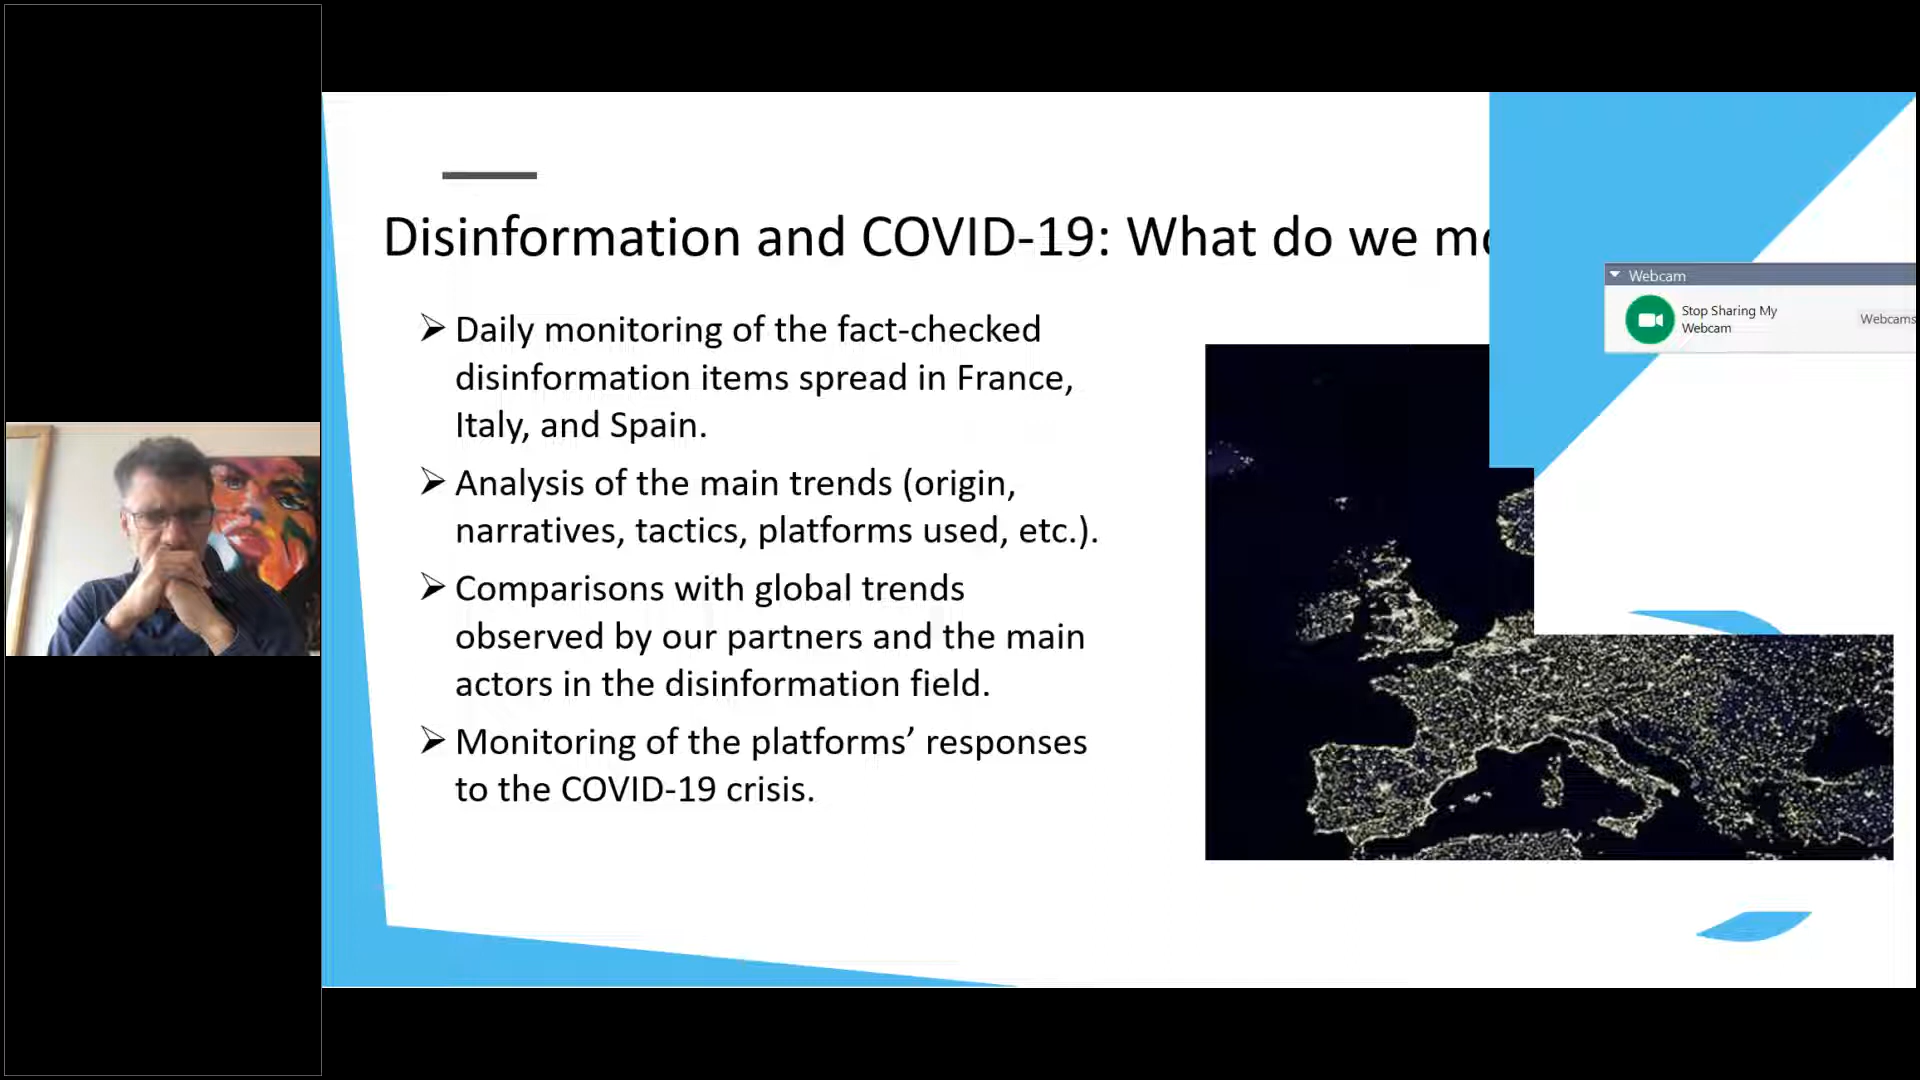 Disinformation and COVID-19: What do we
Webcam
Stop Sharing My
Webcam
Webcams
➢ Daily monitoring of the fact-checked
disinformation items spread in France,
Italy, and Spain.
➢ Analysis of the main trends (origin,
narratives, tactics, platforms used, etc.).
➢ Comparisons with global trends
observed by our partners and the main
actors in the disinformation field.
➢ Monitoring of the platforms’ responses
to the COVID-19 crisis.